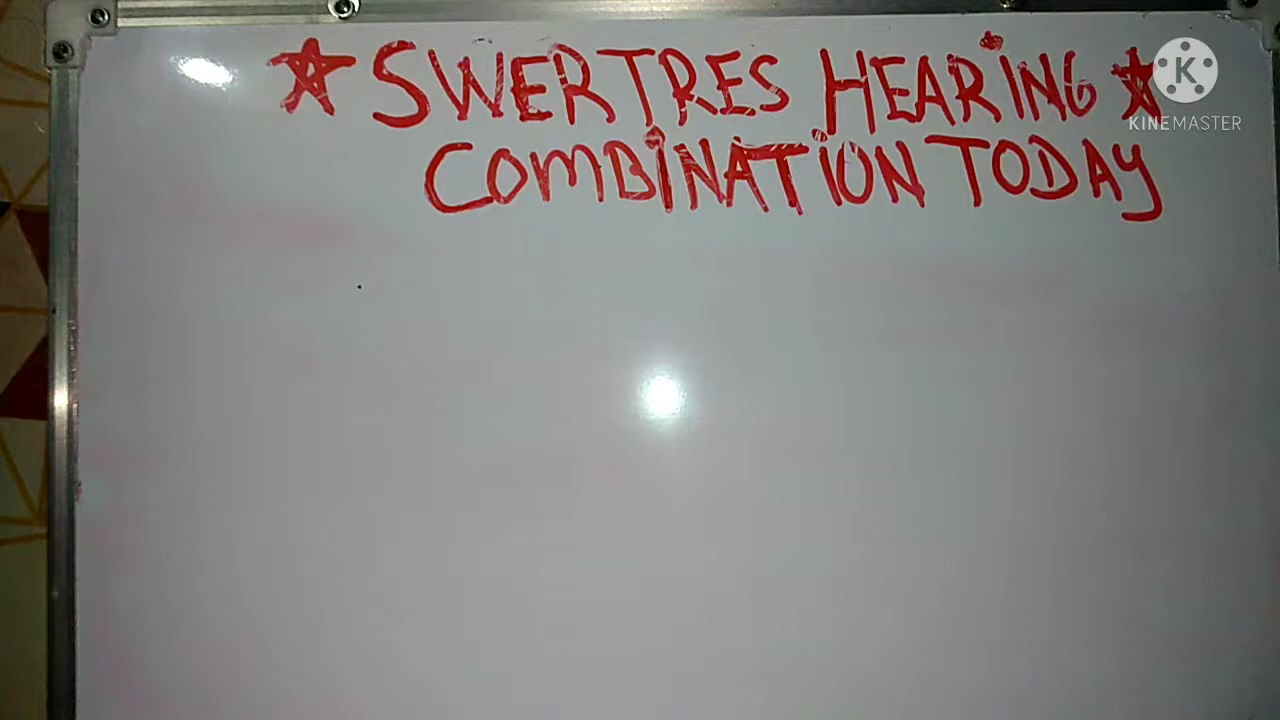 ★ SWERTRES HEARING ★
COMBINATION TODAY
K
KINEMASTER